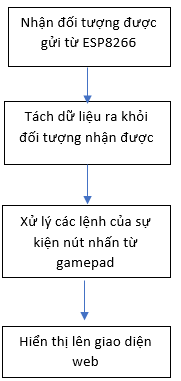 Nhận đối tượng được
gửi từ ESP8266
Tách dữ liệu ra khỏi
đối tượng nhận được
Xử lý các lệnh của sự
kiện nút nhấn từ
gamepad
Hiển thị lên giao diện
web